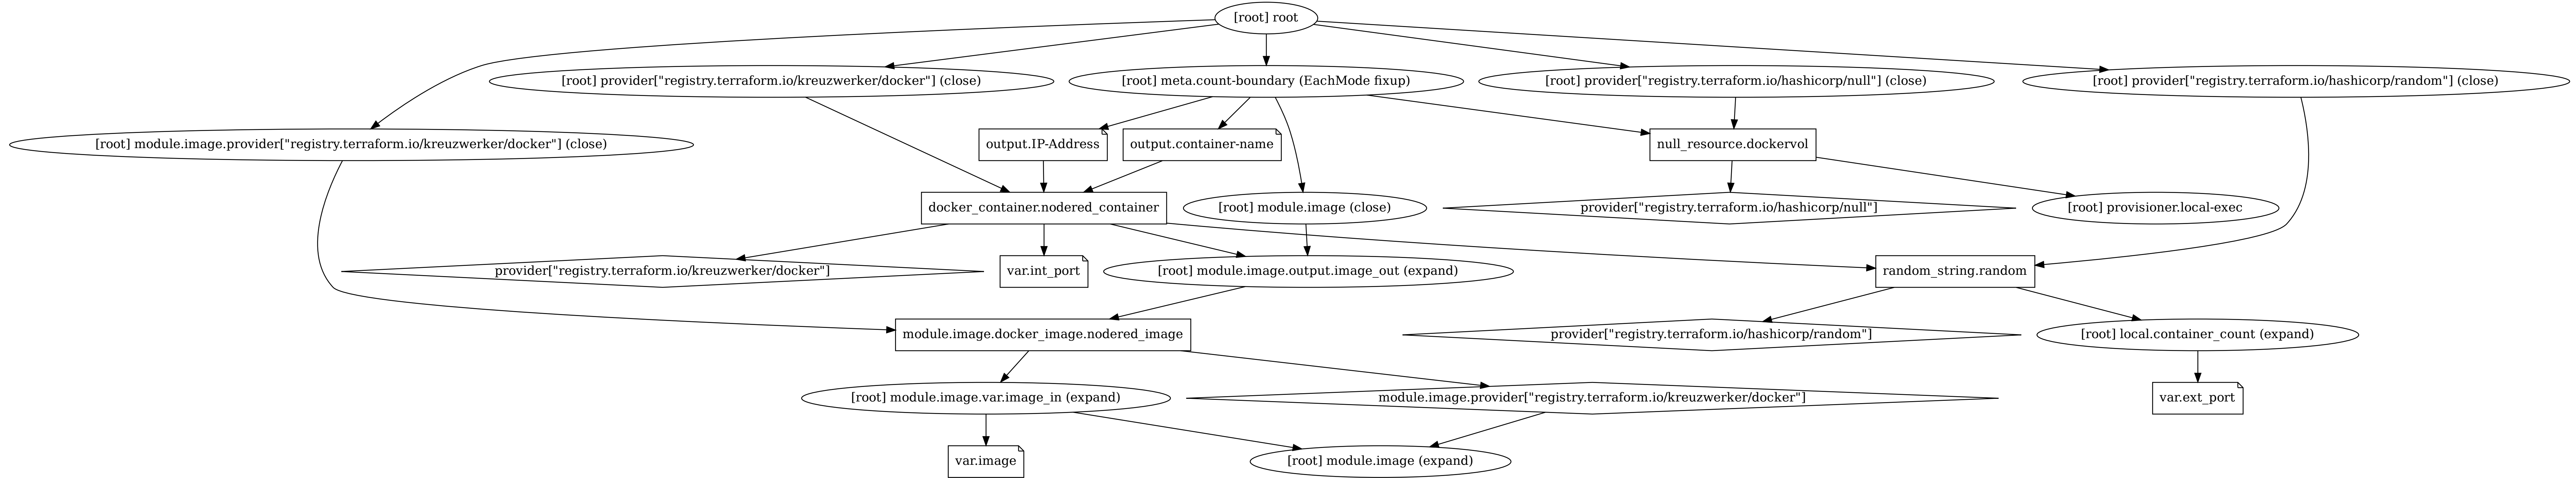 [root] root
[root] provider["registry.terraform.io/kreuzwerker/docker"] (close)
[root] meta.count-boundary (EachMode fixup)
[root] provider["registry.terraform.io/hashicorp/null"] (close)
[root] provider["registry.terraform.io/hashicorp/random"] (close)
[root] module.image.provider["registry.terraform.io/kreuzwerker/docker"] (close)
output.IP-Address
output.container-name
null_resource.dockervol
docker_container.nodered_container
[root] module.image (close)
provider["registry.terraform.io/hashicorp/null"]
[root] provisioner.local-exec
provider["registry.terraform.io/kreuzwerker/docker"]
var.int_port
[root] module.image.output.image_out (expand)
random_string.random
module.image.docker_image.nodered_image
provider["registry.terraform.io/hashicorp/random"]
[root] local.container_count (expand)
[root] module.image.var.image_in (expand)
module.image.provider["registry.terraform.io/kreuzwerker/docker"]
var.ext_port
var.image
[root] module.image (expand)